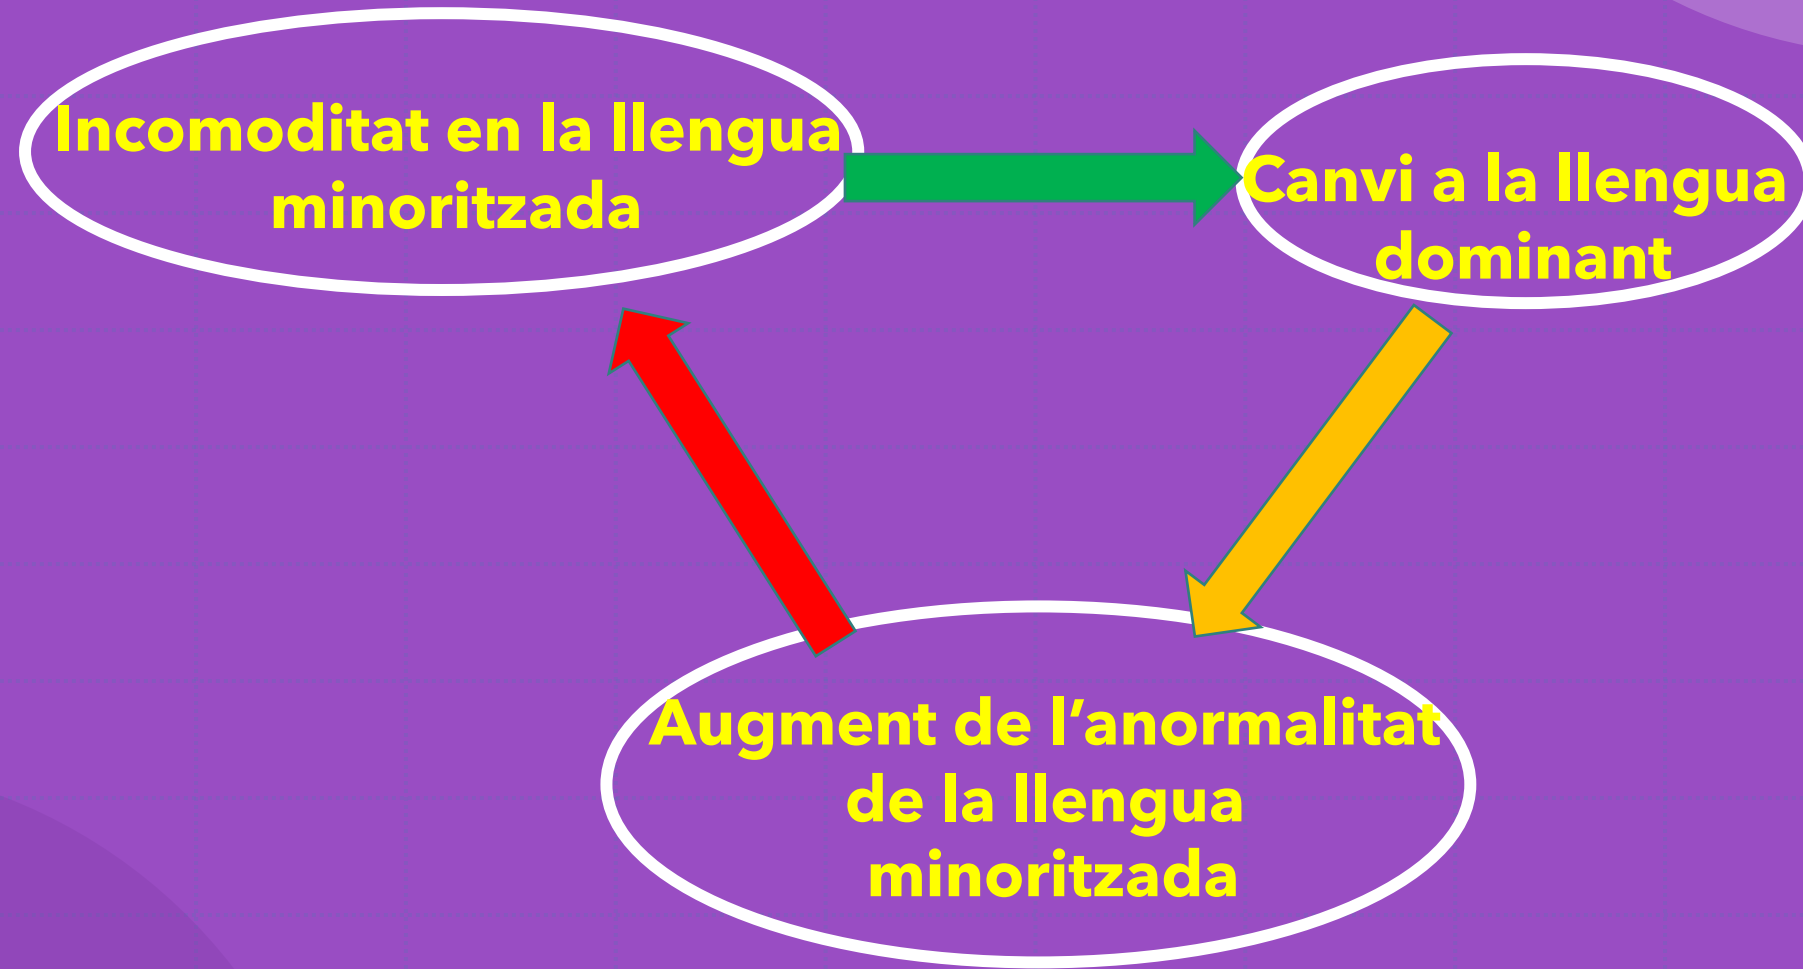 Incomoditat en la llengua
minoritzada
Canvi a la llengua
dominant
Augment de l’anormalitat
de la llengua
minoritzada